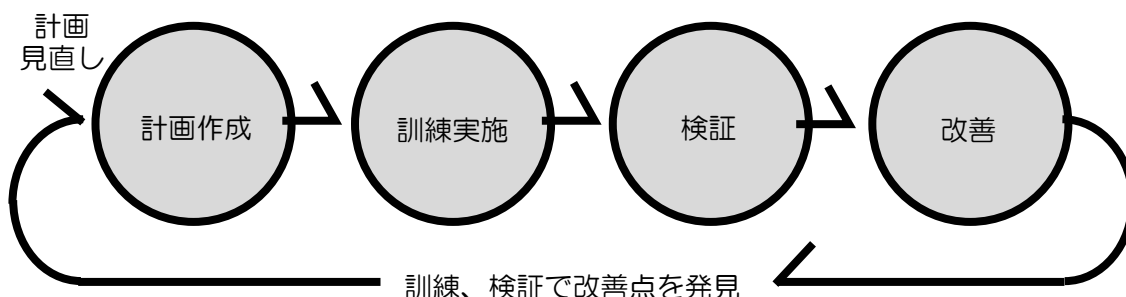 計画
見直し
計画作成
訓練実施
検証
改善
訓練、検証で改善点を発見